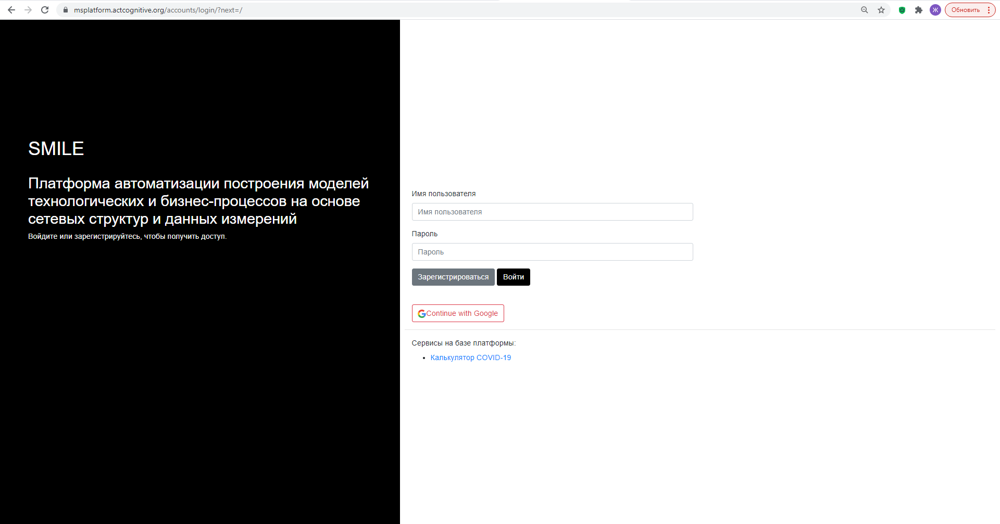 msplatform.actcognitive.org/accounts/login/?next=/
Ж
Обновить
SMILE
Платформа автоматизации построения моделей
технологических и бизнес-процессов на основе
сетевых структур и данных измерений
Войдите или зарегистрируйтесь, чтобы получить доступ.
Имя пользователя
Имя пользователя
Пароль
Пароль
Зарегистрироваться Войти
Continue with Google
Сервисы на базе платформы:
• Калькулятор COVID-19